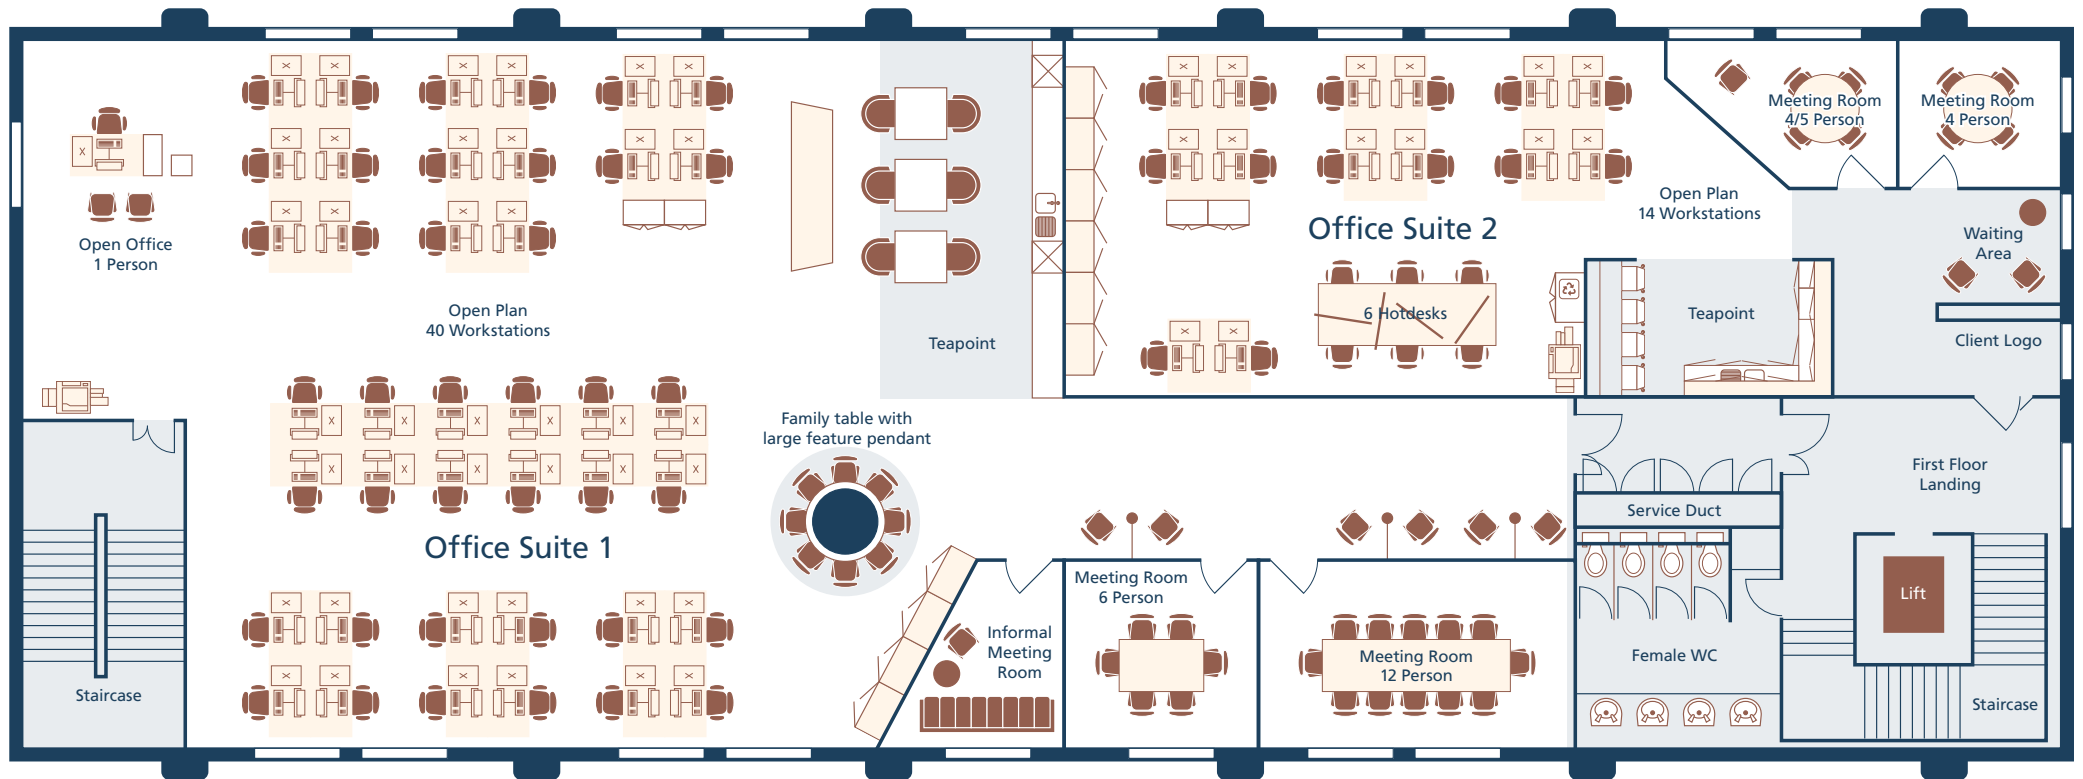 Meeting Room
4/5 Person
Meeting Room
4 Person
Open Plan
14 Workstations
Office Suite 2
Waiting
Area
Open Office
1 Person
Open Plan
40 Workstations
6 Hotdesks
Teapoint
Teapoint
Client Logo
Family table with
large feature pendant
First Floor
Landing
Service Duct
Office Suite 1
Meeting Room
6 Person
Lift
Informal
Meeting
Room
Meeting Room
12 Person
Female WC
Staircase
Staircase